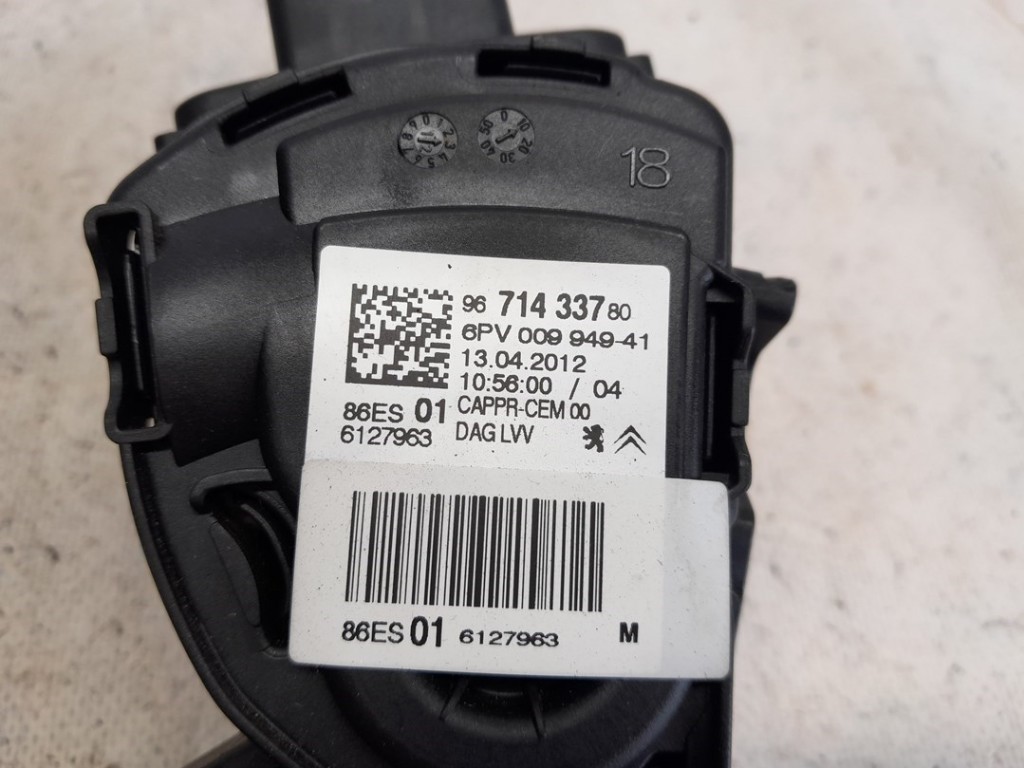 18
96 714 337 80
6PV 009 949-41
13.04.2012
10:56:00 / 04
86ES 01 CAPPR-CEM 00
6127963 DAG LVV
86ES 01 6127963 M